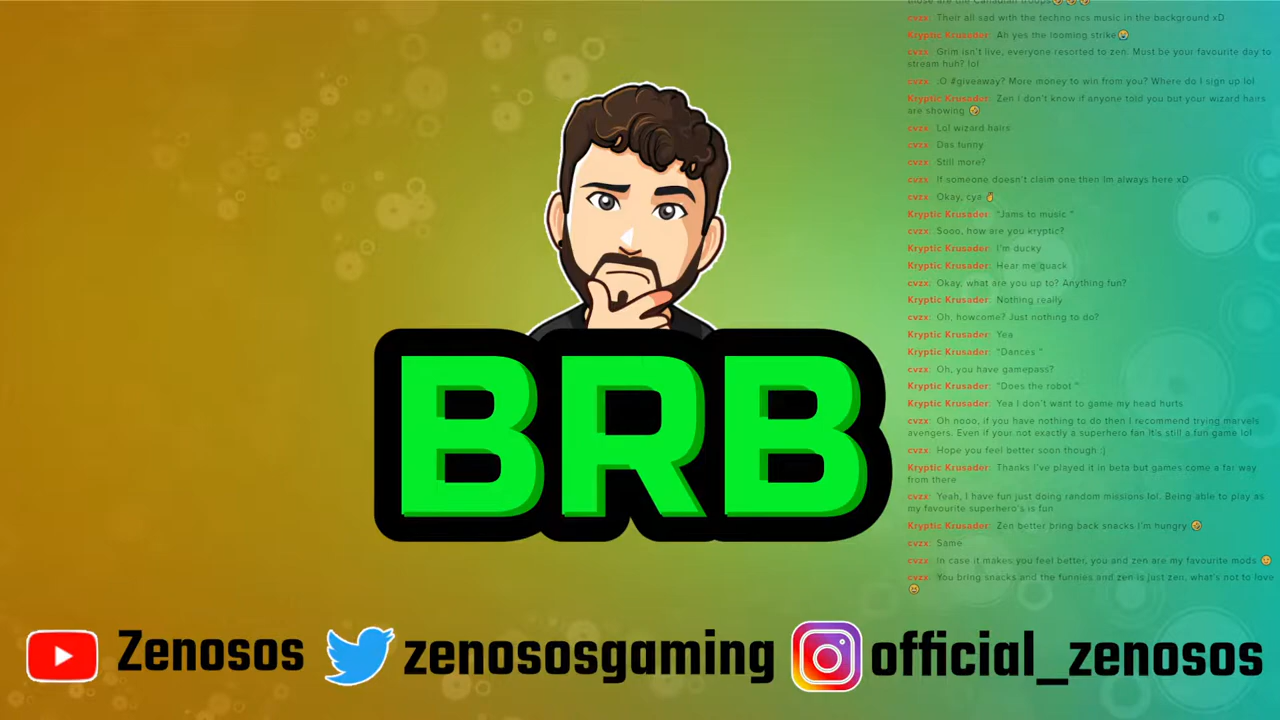 those are the Canadian troops🤣🤣🤣
cvzx: Their all sad with the techno ncs music in the background xD
Kryptic Krusader: Ah yes the looming strike😭
cvzx: Grim isn't live, everyone resorted to zen. Must be your favourite day to
stream huh? lol
cvzx: :O #giveaway? More money to win from you? Where do I sign up lol
Kryptic Krusader: Zen I don't know if anyone told you but your wizard hairs
are showing 🤣
cvzx: Lol wizard hairs
cvzx: Das funny
cvzx: Still more?
cvzx: If someone doesn't claim one then Im always here xD
cvzx: Okay, cya ✌
Kryptic Krusader: "Jams to music "
cvzx: Sooo, how are you kryptic?
Kryptic Krusader: I'm ducky
Kryptic Krusader: Hear me quack
cvzx: Okay, what are you up to? Anything fun?
Kryptic Krusader: Nothing really
cvzx: Oh, howcome? Just nothing to do?
Kryptic Krusader: Yea
Kryptic Krusader: "Dances "
cvzx: Oh, you have gamepass?
Kryptic Krusader: "Does the robot "
Kryptic Krusader: Yea I don't want to game my head hurts
cvzx: Oh nooo, if you have nothing to do then I recommend trying marvels
avengers. Even if your not exactly a superhero fan it's still a fun game lol
cvzx: Hope you feel better soon though :)
Kryptic Krusader: Thanks I've played it in beta but games come a far way
from there
cvzx: Yeah, I have fun just doing random missions lol. Being able to play as
my favourite superhero's is fun
Kryptic Krusader: Zen better bring back snacks I'm hungry 🤣
cvzx: Same
cvzx: In case it makes you feel better, you and zen are my favourite mods 🙂
cvzx: You bring snacks and the funnies and zen is just zen, what's not to love
😄
BRB
Zenosos
zenososgaming
official_zenosos